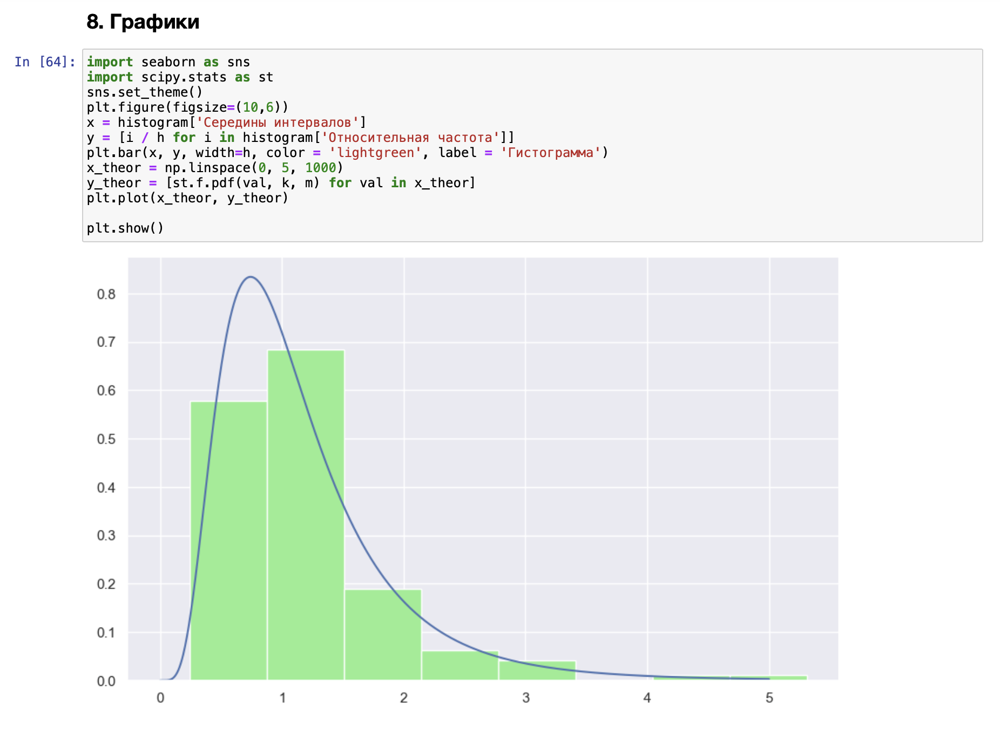 8. Графики
In [64]:
import seaborn as sns
import scipy.stats as st
sns.set_theme()
plt.figure(figsize=(10,6))
x = histogram['Середины интервалов']
y = [i / h for i in histogram['Относительная частота']]
plt.bar(x, y, width=h, color = 'lightgreen', label = 'Гистограмма')
x_theor = np.linspace(0, 5, 1000)
y_theor = [st.f.pdf(val, k, m) for val in x_theor]
plt.plot(x_theor, y_theor)
plt.show()
0.8
0.7
0.6
0.5
0.4
0.3
0.2
0.1
0.0
0 1 2 3 4 5